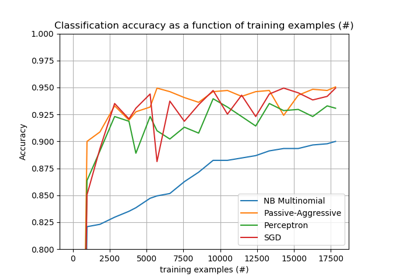 Classification accuracy as a function of training examples (#)
1.000
0.975
0.950
0.925
0.900
0.875
0.850
0.825
0.800
Accuracy
NB Multinomial
Passive-Aggressive
Perceptron
SGD
0 2500 5000 7500 10000 12500 15000 17500
training examples (#)